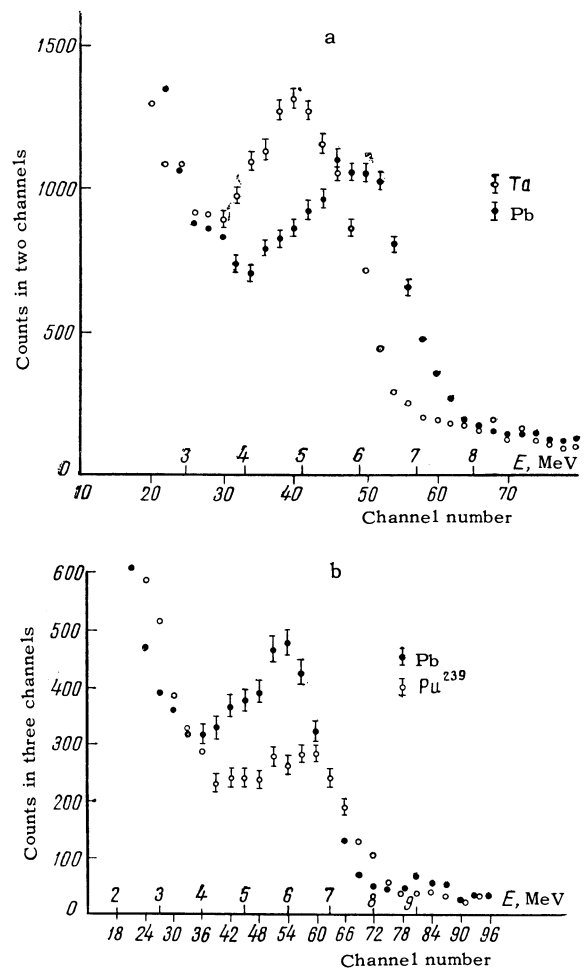 a
1500
1000
500
0
Counts in two channels
Ta
Pb
3 4 5 6 7 8 E, MeV
10 20 30 40 50 60 70
Channel number
b
600
500
400
300
200
100
0
Counts in three channels
Pb
Pu²³⁹
2 3 4 5 6 7 8 9 E, MeV
18 24 30 36 42 48 54 60 66 72 78 84 90 96
Channel number